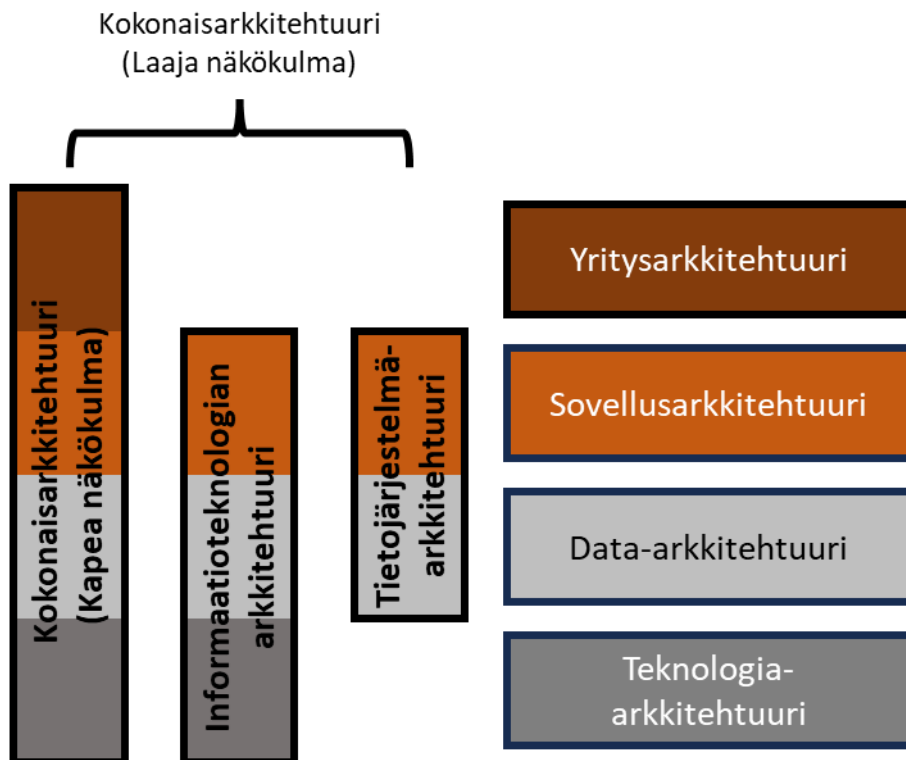 Kokonaisarkkitehtuuri
(Laaja näkökulma)
Kokonaisarkkitehtuuri
(Kapea näkökulma)
Informaatioteknologian
arkkitehtuuri
Tietojärjestelmä-
arkkitehtuuri
Yritysarkkitehtuuri
Sovellusarkkitehtuuri
Data-arkkitehtuuri
Teknologia-
arkkitehtuuri